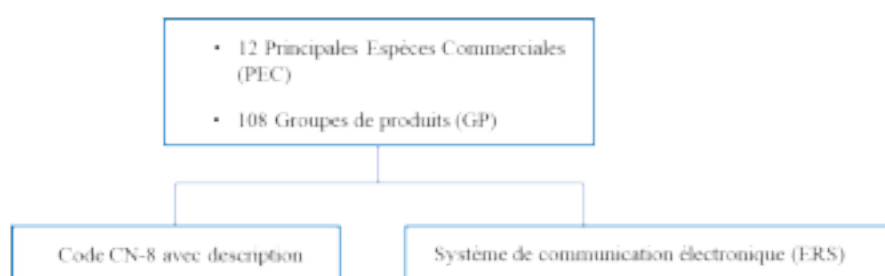 • 12 Principales Espèces Commerciales
(PEC)
• 108 Groupes de produits (GP)
Code CN-8 avec description
Système de communication électronique (ERS)